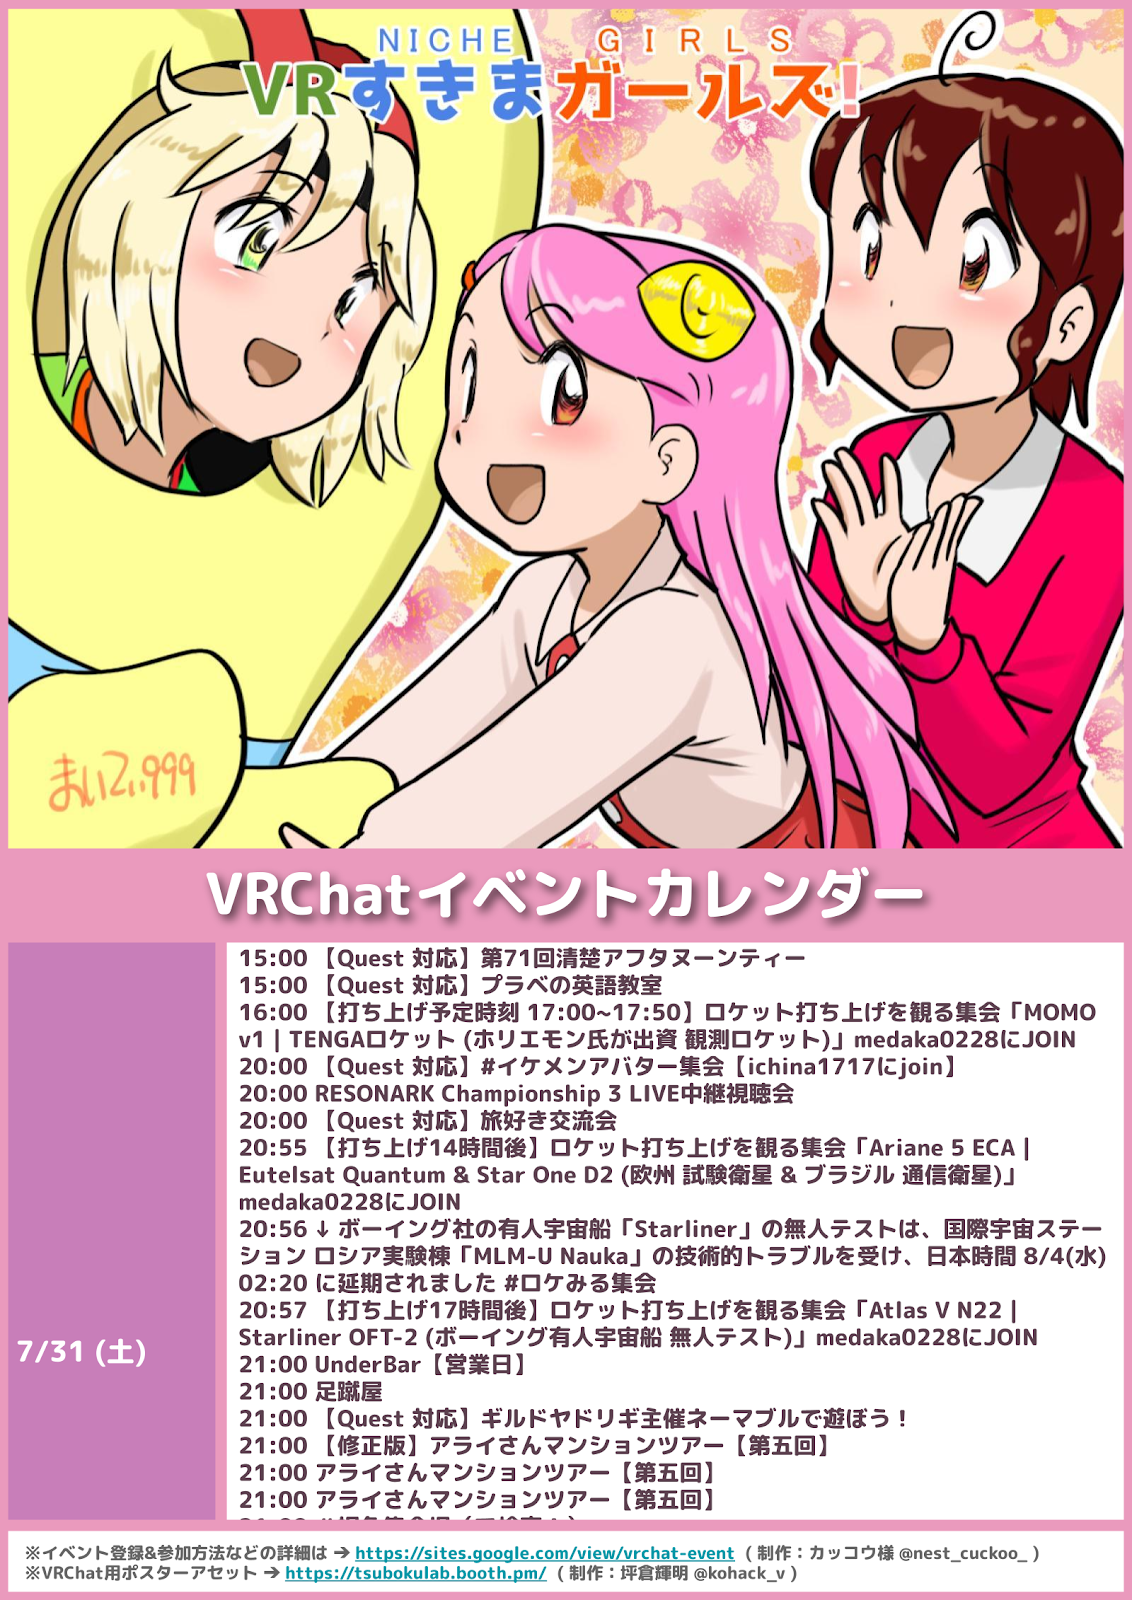 NICHE GIRLS
VRすきまガールズ!
まいてぃ999
VRChatイベントカレンダー
7/31 (土)
15:00 【Quest 対応】第71回清楚アフタヌーンティー
15:00 【Quest 対応】プラベの英語教室
16:00 【打ち上げ予定時刻 17:00~17:50】ロケット打ち上げを観る集会「MOMO
v1 | TENGAロケット (ホリエモン氏が出資 観測ロケット)」medaka0228にJOIN
20:00 【Quest 対応】#イケメンアバター集会【ichina1717にjoin】
20:00 RESONARK Championship 3 LIVE中継視聴会
20:00 【Quest 対応】旅好き交流会
20:55 【打ち上げ14時間後】ロケット打ち上げを観る集会「Ariane 5 ECA |
Eutelsat Quantum & Star One D2 (欧州 試験衛星 & ブラジル 通信衛星)」
medaka0228にJOIN
20:56 ↓ ボーイング社の有人宇宙船「Starliner」の無人テストは、国際宇宙ステー
ション ロシア実験棟「MLM-U Nauka」の技術的トラブルを受け、日本時間 8/4(水)
02:20 に延期されました #ロケみる集会
20:57 【打ち上げ17時間後】ロケット打ち上げを観る集会「Atlas V N22 |
Starliner OFT-2 (ボーイング有人宇宙船 無人テスト)」medaka0228にJOIN
21:00 UnderBar【営業日】
21:00 足蹴屋
21:00 【Quest 対応】ギルドヤドリギ主催ネーマブルで遊ぼう！
21:00 【修正版】アライさんマンションツアー【第五回】
21:00 アライさんマンションツアー【第五回】
21:00 アライさんマンションツアー【第五回】
※イベント登録&参加方法などの詳細は → https://sites.google.com/view/vrchat-event ( 制作：カッコウ様 @nest_cuckoo_ )
※VRChat用ポスターアセット → https://tsubokulab.booth.pm/ ( 制作：坪倉輝明 @kohack_v )